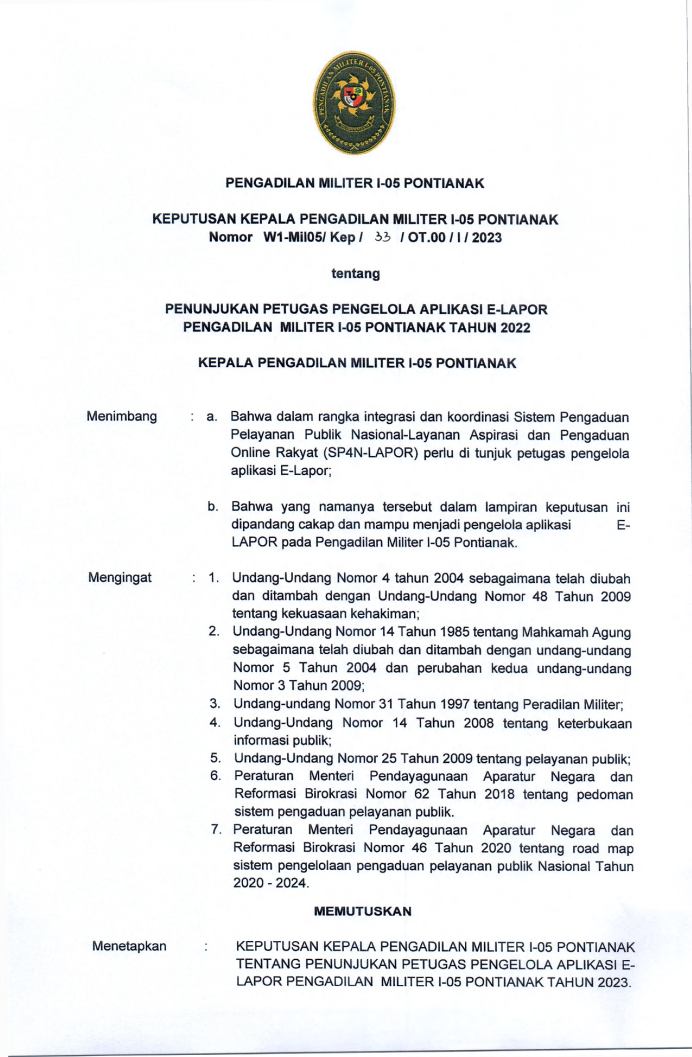 PENGADILAN MILITER I-05 PONTIANAK
PENGADILAN MILITER I-05 PONTIANAK
KEPUTUSAN KEPALA PENGADILAN MILITER I-05 PONTIANAK
Nomor W1-Mil05/ Kep / 33 / OT.00 / I / 2023
tentang
PENUNJUKAN PETUGAS PENGELOLA APLIKASI E-LAPOR
PENGADILAN MILITER I-05 PONTIANAK TAHUN 2022
KEPALA PENGADILAN MILITER I-05 PONTIANAK
Menimbang : a. Bahwa dalam rangka integrasi dan koordinasi Sistem Pengaduan
Pelayanan Publik Nasional-Layanan Aspirasi dan Pengaduan
Online Rakyat (SP4N-LAPOR) perlu di tunjuk petugas pengelola
aplikasi E-Lapor;
b. Bahwa yang namanya tersebut dalam lampiran keputusan ini
dipandang cakap dan mampu menjadi pengelola aplikasi E-
LAPOR pada Pengadilan Militer I-05 Pontianak.
Mengingat : 1. Undang-Undang Nomor 4 tahun 2004 sebagaimana telah diubah
dan ditambah dengan Undang-Undang Nomor 48 Tahun 2009
tentang kekuasaan kehakiman;
2. Undang-Undang Nomor 14 Tahun 1985 tentang Mahkamah Agung
sebagaimana telah diubah dan ditambah dengan undang-undang
Nomor 5 Tahun 2004 dan perubahan kedua undang-undang
Nomor 3 Tahun 2009;
3. Undang-undang Nomor 31 Tahun 1997 tentang Peradilan Militer;
4. Undang-Undang Nomor 14 Tahun 2008 tentang keterbukaan
informasi publik;
5. Undang-Undang Nomor 25 Tahun 2009 tentang pelayanan publik;
6. Peraturan Menteri Pendayagunaan Aparatur Negara dan
Reformasi Birokrasi Nomor 62 Tahun 2018 tentang pedoman
sistem pengaduan pelayanan publik.
7. Peraturan Menteri Pendayagunaan Aparatur Negara dan
Reformasi Birokrasi Nomor 46 Tahun 2020 tentang road map
sistem pengelolaan pengaduan pelayanan publik Nasional Tahun
2020 - 2024.
MEMUTUSKAN
Menetapkan : KEPUTUSAN KEPALA PENGADILAN MILITER I-05 PONTIANAK
TENTANG PENUNJUKAN PETUGAS PENGELOLA APLIKASI E-
LAPOR PENGADILAN MILITER I-05 PONTIANAK TAHUN 2023.